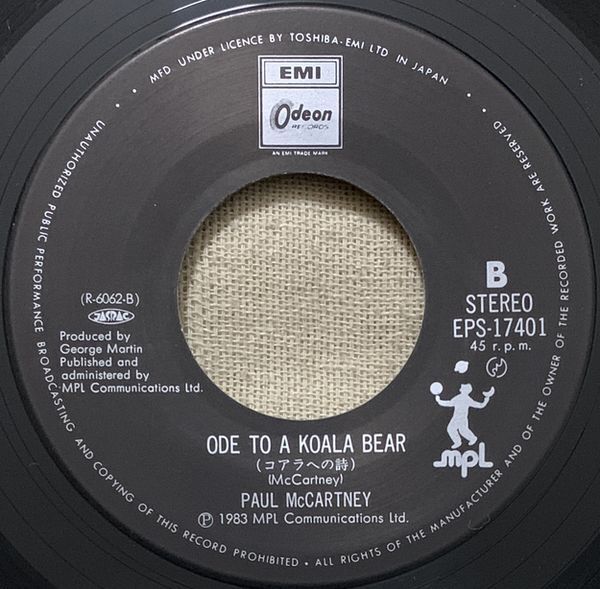 MFD UNDER LICENCE BY TOSHIBA-EMI LTD IN JAPAN
EMI
Odeon
RECORDS
AN EMI TRADE MARK
(R-6062-B)
JASRAC
Produced by
George Martin
Published and
administered by
MPL Communications Ltd.
B
STEREO
EPS-17401
45 r.p.m.
mpL
ODE TO A KOALA BEAR
(コアラへの詩)
(McCartney)
PAUL McCARTNEY
Ⓟ 1983 MPL Communications Ltd.
UNAUTHORIZED PUBLIC PERFORMANCE BROADCASTING AND COPYING OF THIS RECORD PROHIBITED • ALL RIGHTS OF THE MANUFACTURER AND OF THE OWNER OF THE RECORDED WORK ARE RESERVED